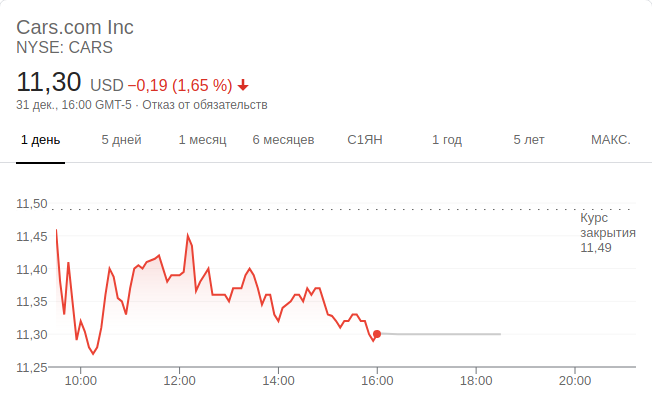 Cars.com Inc
NYSE: CARS
11,30 USD −0,19 (1,65 %)
31 дек., 16:00 GMT-5 · Отказ от обязательств
1 день 5 дней 1 месяц 6 месяцев С1ЯН 1 год 5 лет МАКС.
11,50
Курс
закрытия
11,49
11,45
11,40
11,35
11,30
11,25
10:00 12:00 14:00 16:00 18:00 20:00